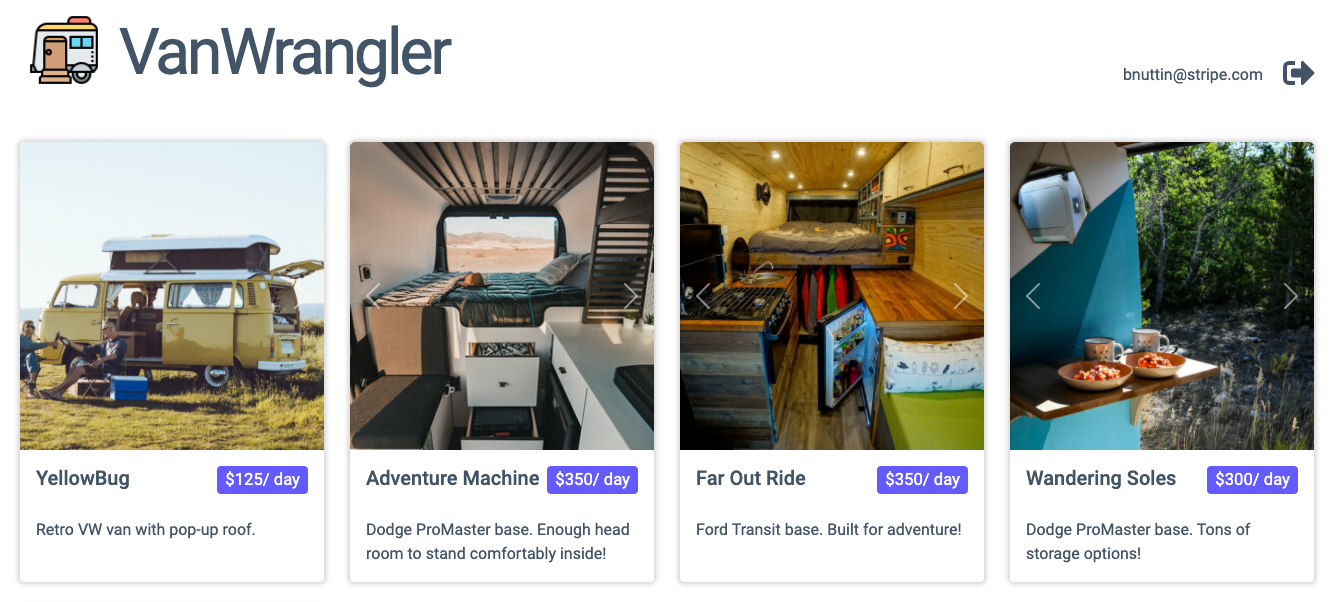 VanWrangler
bnuttin@stripe.com
YellowBug
$125/ day
Retro VW van with pop-up roof.
Adventure Machine
$350/ day
Dodge ProMaster base. Enough head
room to stand comfortably inside!
Far Out Ride
$350/ day
Ford Transit base. Built for adventure!
Wandering Soles
$300/ day
Dodge ProMaster base. Tons of
storage options!